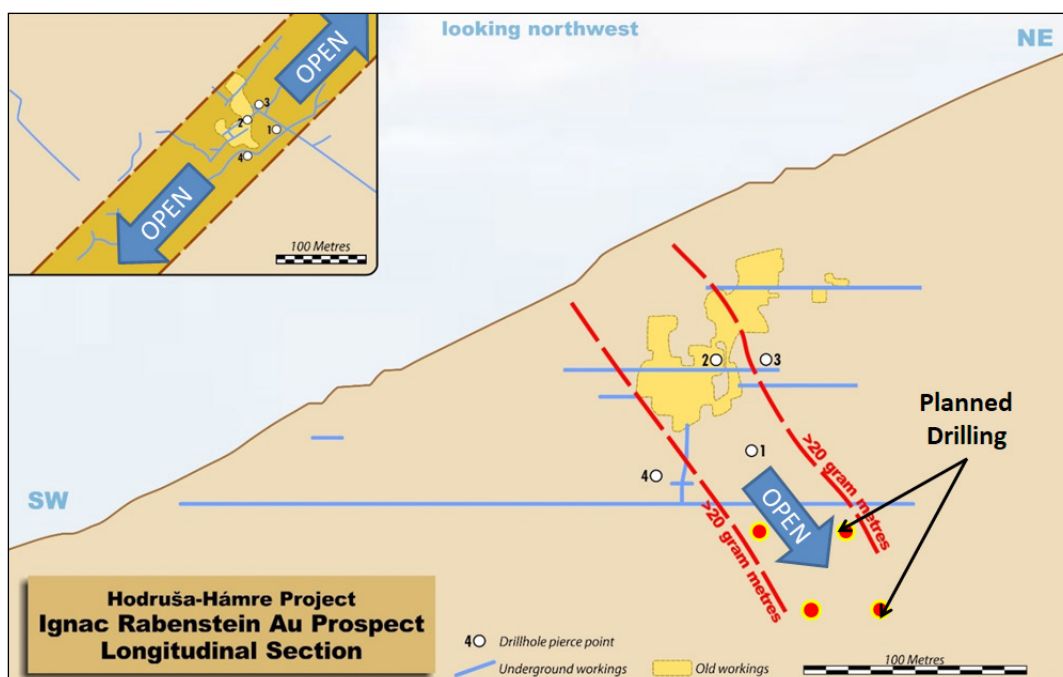 looking northwest
NE
OPEN
3
2
1
4
OPEN
100 Metres
2
3
Planned
Drilling
1
4
>20 gram metres
OPEN
>20 gram metres
SW
Hodruša-Hámre Project
Ignac Rabenstein Au Prospect
Longitudinal Section
4 Drillhole pierce point
Underground workings
Old workings
100 Metres